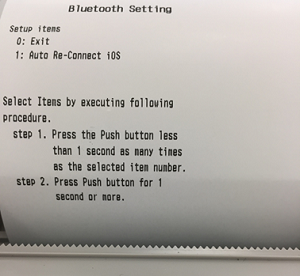 Bluetooth Setting
Setup items
0: Exit
1: Auto Re-Connect iOS
Select Items by executing following
procedure.
step 1. Press the Push button less
than 1 second as many times
as the selected item number.
step 2. Press Push button for 1
second or more.